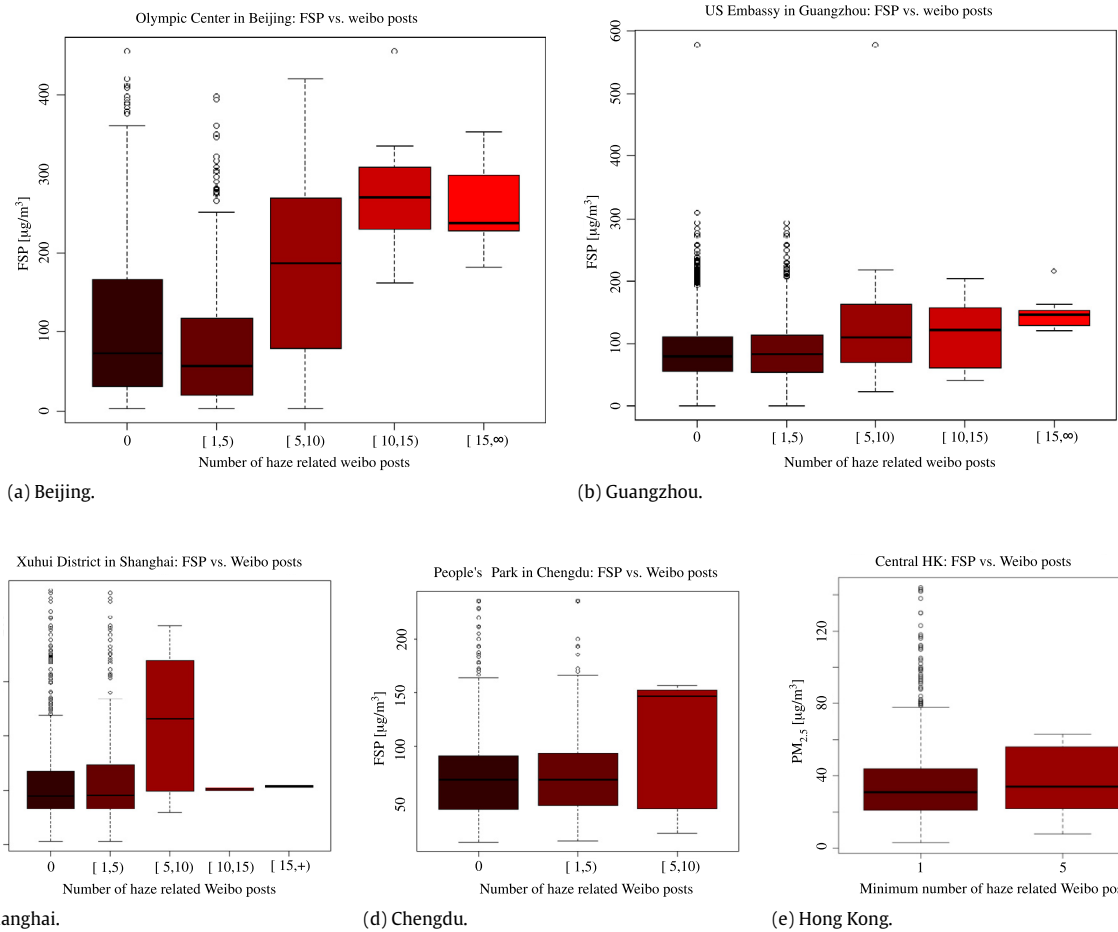 Olympic Center in Beijing: FSP vs. weibo posts
FSP [µg/m³]
400
300
200
100
0
0 [ 1,5) [ 5,10) [ 10,15) [ 15,∞)
Number of haze related weibo posts
(a) Beijing.
US Embassy in Guangzhou: FSP vs. weibo posts
FSP [µg/m³]
600
500
400
300
200
100
0
0 [ 1,5) [ 5,10) [ 10,15) [ 15,∞)
Number of haze related weibo posts
(b) Guangzhou.
Xuhui District in Shanghai: FSP vs. Weibo posts
0 [ 1,5) [ 5,10) [ 10,15) [ 15,+)
Number of haze related Weibo posts
anghai.
People's Park in Chengdu: FSP vs. Weibo posts
FSP [µg/m³]
200
150
100
50
0 [ 1,5) [ 5,10)
Number of haze related Weibo posts
(d) Chengdu.
Central HK: FSP vs. Weibo posts
PM2.5 [µg/m³]
120
80
40
0
1 5
Minimum number of haze related Weibo pos
(e) Hong Kong.